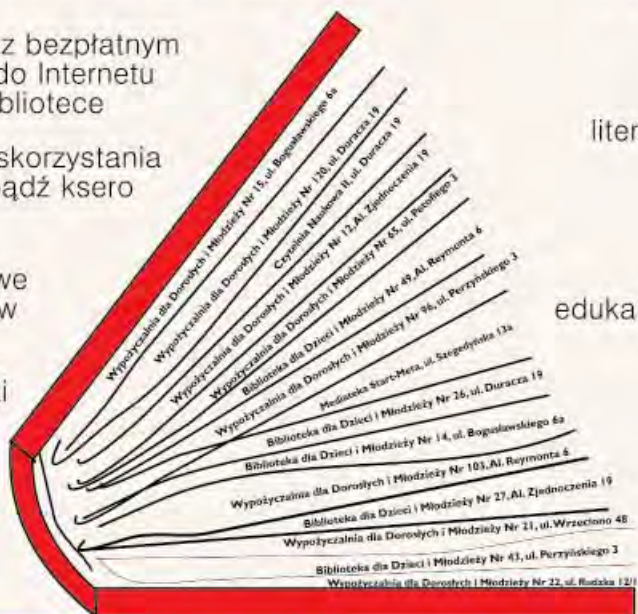 z bezpłatnym
do Internetu
bibliotece
skorzystania
bądź ksero
we
w
ki
Wypożyczalnia dla Dorosłych i Młodzieży Nr 15, ul. Bogusławskiego 6a
Wypożyczalnia dla Dorosłych i Młodzieży Nr 120, ul. Duracza 19
Czytelnia Naukowa II, ul. Duracza 19
Wypożyczalnia dla Dorosłych i Młodzieży Nr 12, Al. Zjednoczenia 19
Wypożyczalnia dla Dorosłych i Młodzieży Nr 65, ul. Petofiego 3
Biblioteka dla Dzieci i Młodzieży Nr 49, Al. Reymonta 6
Wypożyczalnia dla Dorosłych i Młodzieży Nr 96, ul. Perzyńskiego 3
Mediateka Start-Meta, ul. Szegedyńska 13a
Biblioteka dla Dzieci i Młodzieży Nr 26, ul. Duracza 19
Biblioteka dla Dzieci i Młodzieży Nr 14, ul. Bogusławskiego 6a
Wypożyczalnia dla Dorosłych i Młodzieży Nr 103, Al. Reymonta 6
Biblioteka dla Dzieci i Młodzieży Nr 27, Al. Zjednoczenia 19
Wypożyczalnia dla Dorosłych i Młodzieży Nr 21, ul. Wrzeciono 48
Biblioteka dla Dzieci i Młodzieży Nr 43, ul. Perzyńskiego 3
Wypożyczalnia dla Dorosłych i Młodzieży Nr 22, ul. Rudzka 12/1
liter
eduka